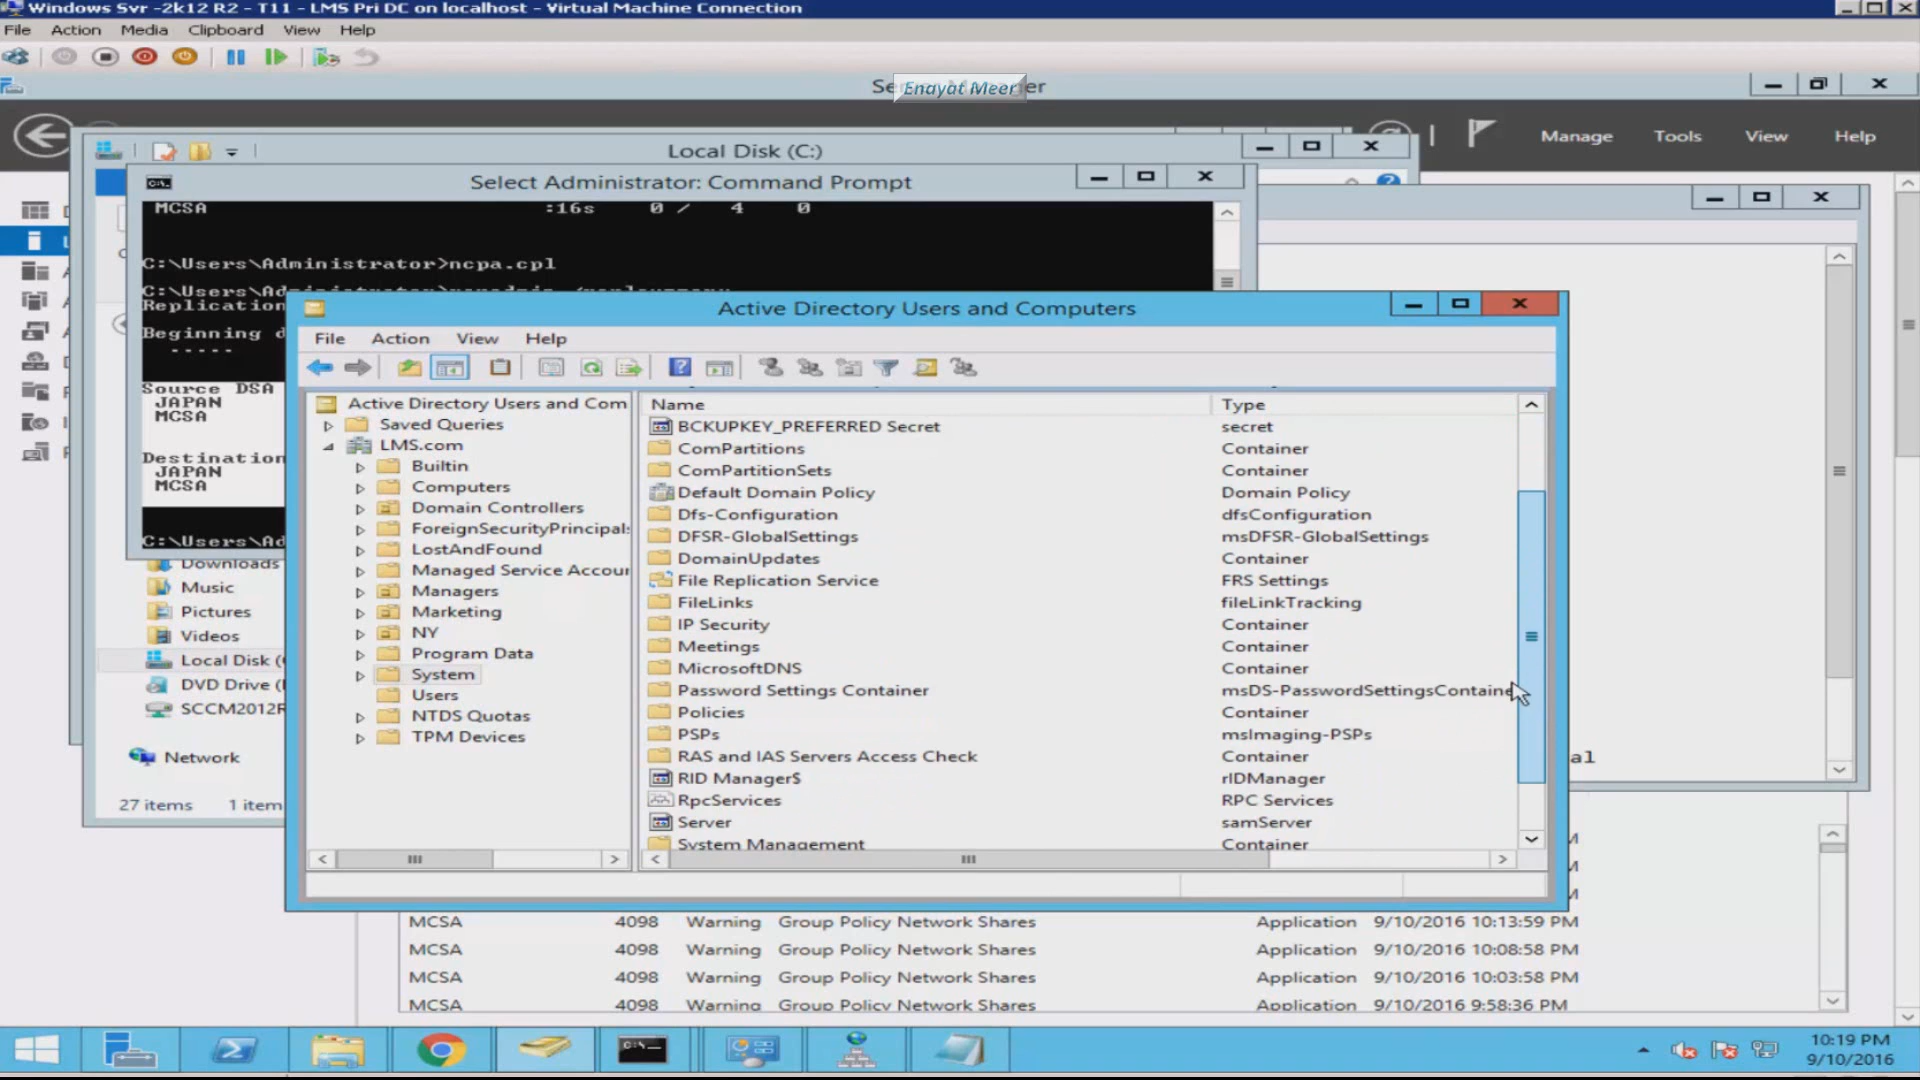 Windows Svr -2k12 R2 - T11 - LMS Pri DC on localhost - Virtual Machine Connection
File Action Media Clipboard View Help
Enayat Meer
Manage Tools View Help
Local Disk (C:)
Select Administrator: Command Prompt
MCSA :16s 0 / 4 0
C:\Users\Administrator>ncpa.cpl
Replication
Beginning d
.....
Source DSA
JAPAN
MCSA
Destination
JAPAN
MCSA
C:\Users\Ad
Downloads
Music
Pictures
Videos
Local Disk (
DVD Drive (
SCCM2012R
Network
27 items 1 item
Active Directory Users and Computers
File Action View Help
Active Directory Users and Com
Saved Queries
LMS.com
Builtin
Computers
Domain Controllers
ForeignSecurityPrincipals
LostAndFound
Managed Service Accour
Managers
Marketing
NY
Program Data
System
Users
NTDS Quotas
TPM Devices
Name Type
BCKUPKEY_PREFERRED Secret secret
ComPartitions Container
ComPartitionSets Container
Default Domain Policy Domain Policy
Dfs-Configuration dfsConfiguration
DFSR-GlobalSettings msDFSR-GlobalSettings
DomainUpdates Container
File Replication Service FRS Settings
FileLinks fileLinkTracking
IP Security Container
Meetings Container
MicrosoftDNS Container
Password Settings Container msDS-PasswordSettingsContaine
Policies Container
PSPs msImaging-PSPs
RAS and IAS Servers Access Check Container
RID Manager$ rIDManager
RpcServices RPC Services
Server samServer
System Management Container
al
MCSA 4098 Warning Group Policy Network Shares Application 9/10/2016 10:13:59 PM
MCSA 4098 Warning Group Policy Network Shares Application 9/10/2016 10:08:58 PM
MCSA 4098 Warning Group Policy Network Shares Application 9/10/2016 10:03:58 PM
MCSA 4098 Warning Group Policy Network Shares Application 9/10/2016 9:58:36 PM
10:19 PM
9/10/2016